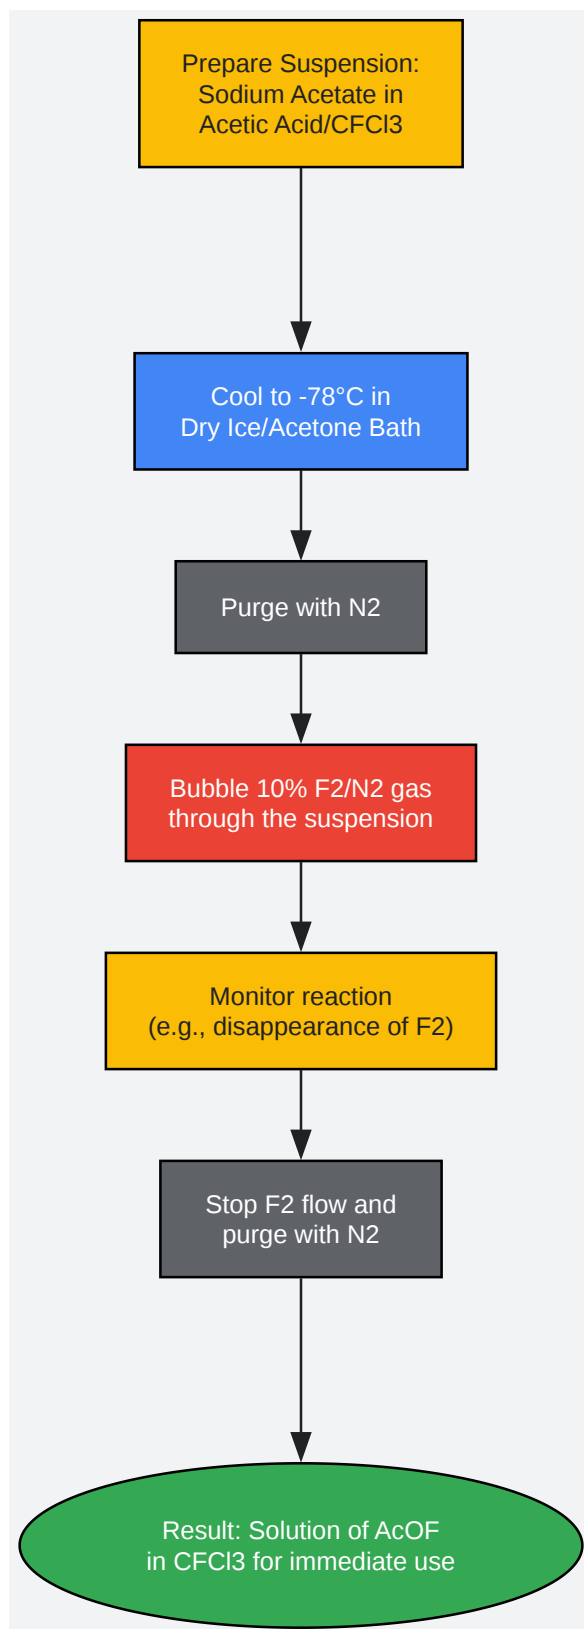 Prepare Suspension:
Sodium Acetate in
Acetic Acid/CFCl3
Cool to -78°C in
Dry Ice/Acetone Bath
Purge with N2
Bubble 10% F2/N2 gas
through the suspension
Monitor reaction
(e.g., disappearance of F2)
Stop F2 flow and
purge with N2
Result: Solution of AcOF
in CFCl3 for immediate use